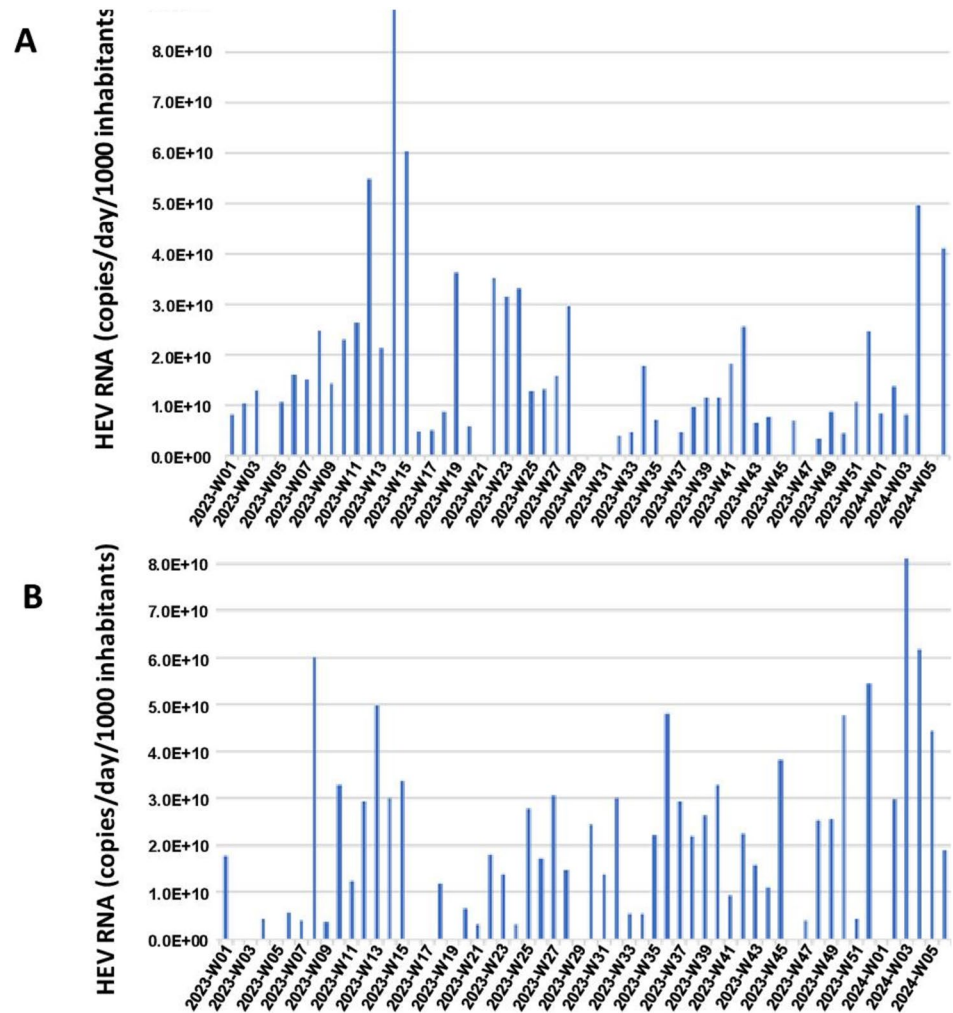 A
HEV RNA (copies/day/1000 inhabitants
8.0E+10
7.0E+10
6.0E+10
5.0E+10
4.0E+10
3.0E+10
2.0E+10
1.0E+10
0.0E+00
2023-W01
2023-W03
2023-W05
2023-W07
2023-W09
2023-W11
2023-W13
2023-W15
2023-W17
2023-W19
2023-W21
2023-W23
2023-W25
2023-W27
2023-W29
2023-W31
2023-W33
2023-W35
2023-W37
2023-W39
2023-W41
2023-W43
2023-W45
2023-W47
2023-W49
2023-W51
2024-W01
2024-W03
2024-W05
B
HEV RNA (copies/day/1000 inhabitants)
8.0E+10
7.0E+10
6.0E+10
5.0E+10
4.0E+10
3.0E+10
2.0E+10
1.0E+10
0.0E+00
2023-W01
2023-W03
2023-W05
2023-W07
2023-W09
2023-W11
2023-W13
2023-W15
2023-W17
2023-W19
2023-W21
2023-W23
2023-W25
2023-W27
2023-W29
2023-W31
2023-W33
2023-W35
2023-W37
2023-W39
2023-W41
2023-W43
2023-W45
2023-W47
2023-W49
2023-W51
2024-W01
2024-W03
2024-W05